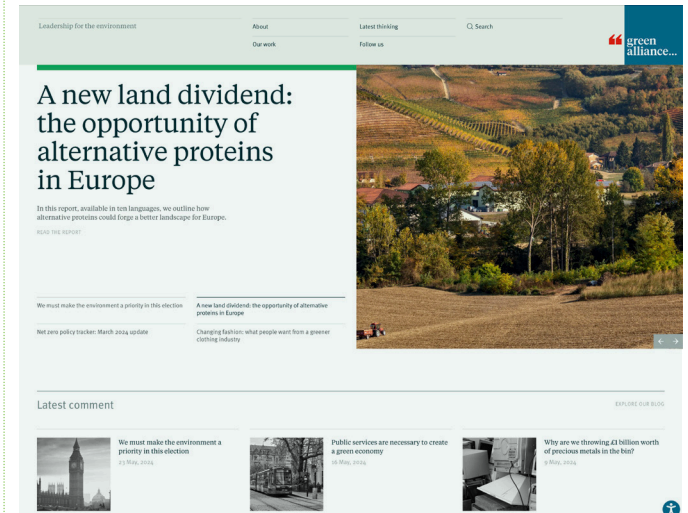 Leadership for the environment
About
Latest thinking
Search
Our work
Follow us
green
alliance...
A new land dividend:
the opportunity of
alternative proteins
in Europe
In this report, available in ten languages, we outline how
alternative proteins could forge a better landscape for Europe.
READ THE REPORT
We must make the environment a priority in this election
A new land dividend: the opportunity of alternative
proteins in Europe
Net zero policy tracker: March 2024 update
Changing fashion: what people want from a greener
clothing industry
Latest comment
EXPLORE OUR BLOG
We must make the environment a
priority in this election
23 May, 2024
Public services are necessary to create
a green economy
16 May, 2024
Why are we throwing £1 billion worth
of precious metals in the bin?
9 May, 2024